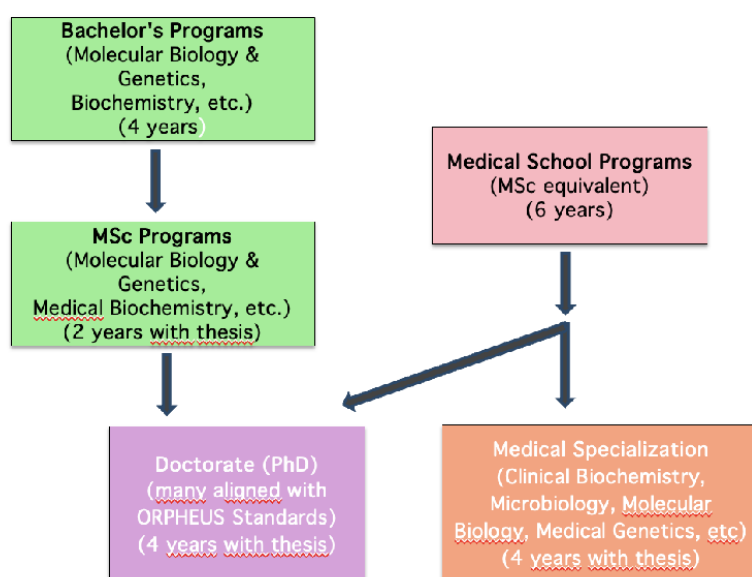 Bachelor's Programs
(Molecular Biology &
Genetics,
Biochemistry, etc.)
(4 years)
Medical School Programs
(MSc equivalent)
(6 years)
MSc Programs
(Molecular Biology &
Genetics,
Medical Biochemistry, etc.)
(2 years with thesis)
Doctorate (PhD)
(many aligned with
ORPHEUS Standards)
(4 years with thesis)
Medical Specialization
(Clinical Biochemistry,
Microbiology, Molecular
Biology, Medical Genetics, etc)
(4 years with thesis)